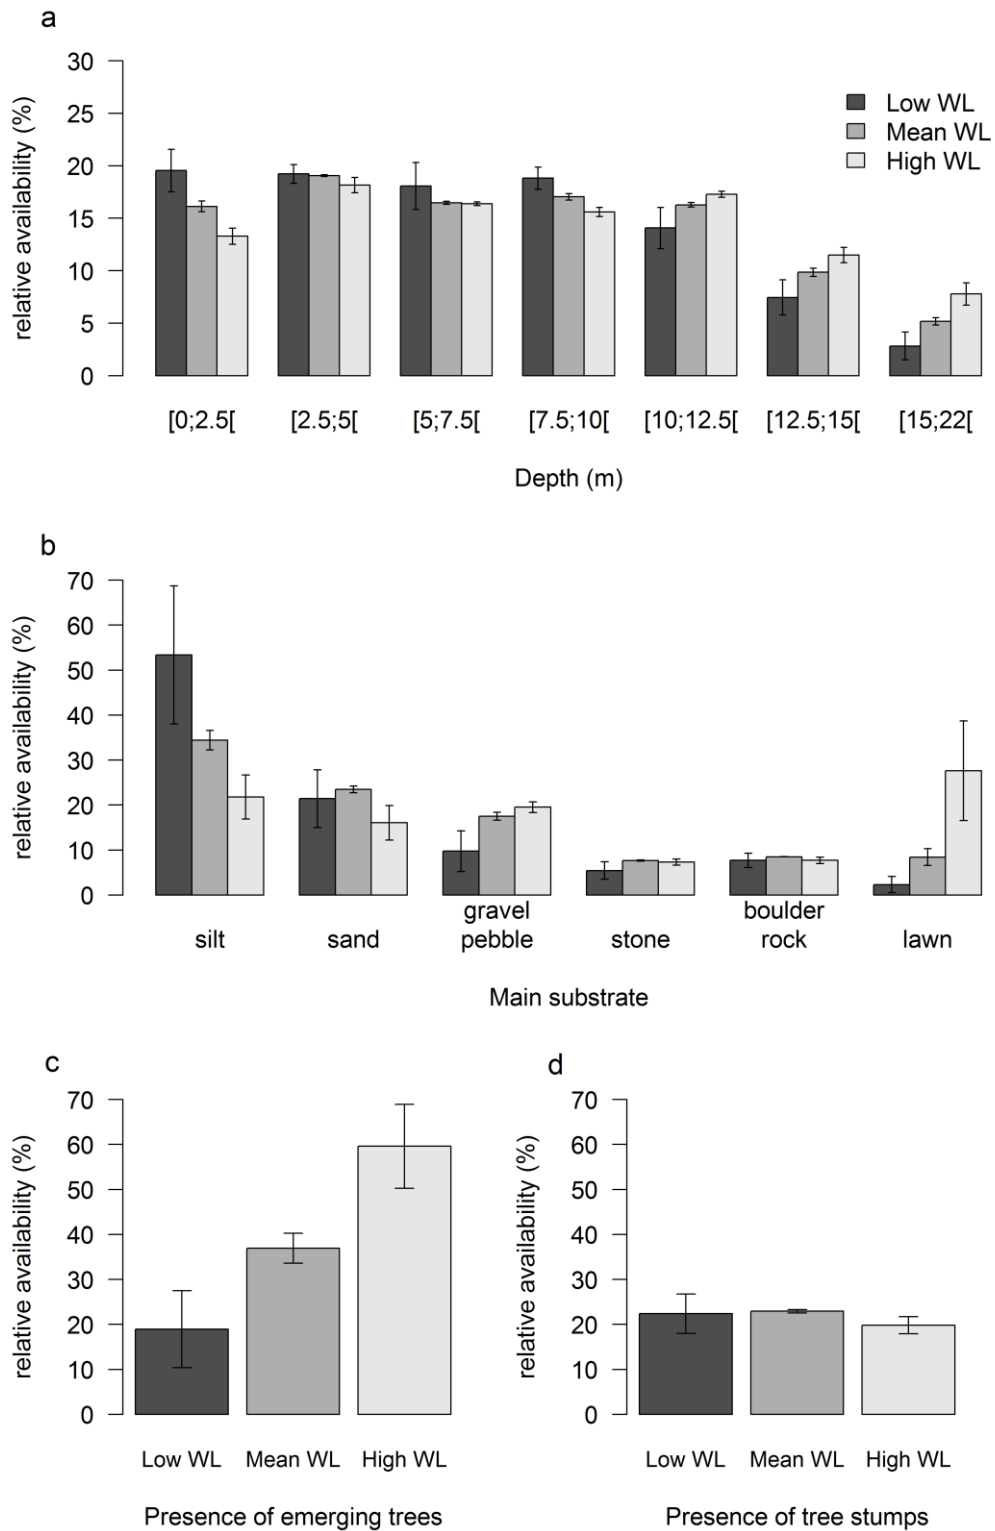 a
relative availability (%)
30
25
20
15
10
5
0
Low WL
Mean WL
High WL
[0;2.5[ [2.5;5[ [5;7.5[ [7.5;10[ [10;12.5[ [12.5;15[ [15;22[
Depth (m)
b
relative availability (%)
70
60
50
40
30
20
10
0
silt sand gravel pebble stone boulder rock lawn
Main substrate
c
relative availability (%)
70
60
50
40
30
20
10
0
Low WL Mean WL High WL
Presence of emerging trees
d
relative availability (%)
70
60
50
40
30
20
10
0
Low WL Mean WL High WL
Presence of tree stumps